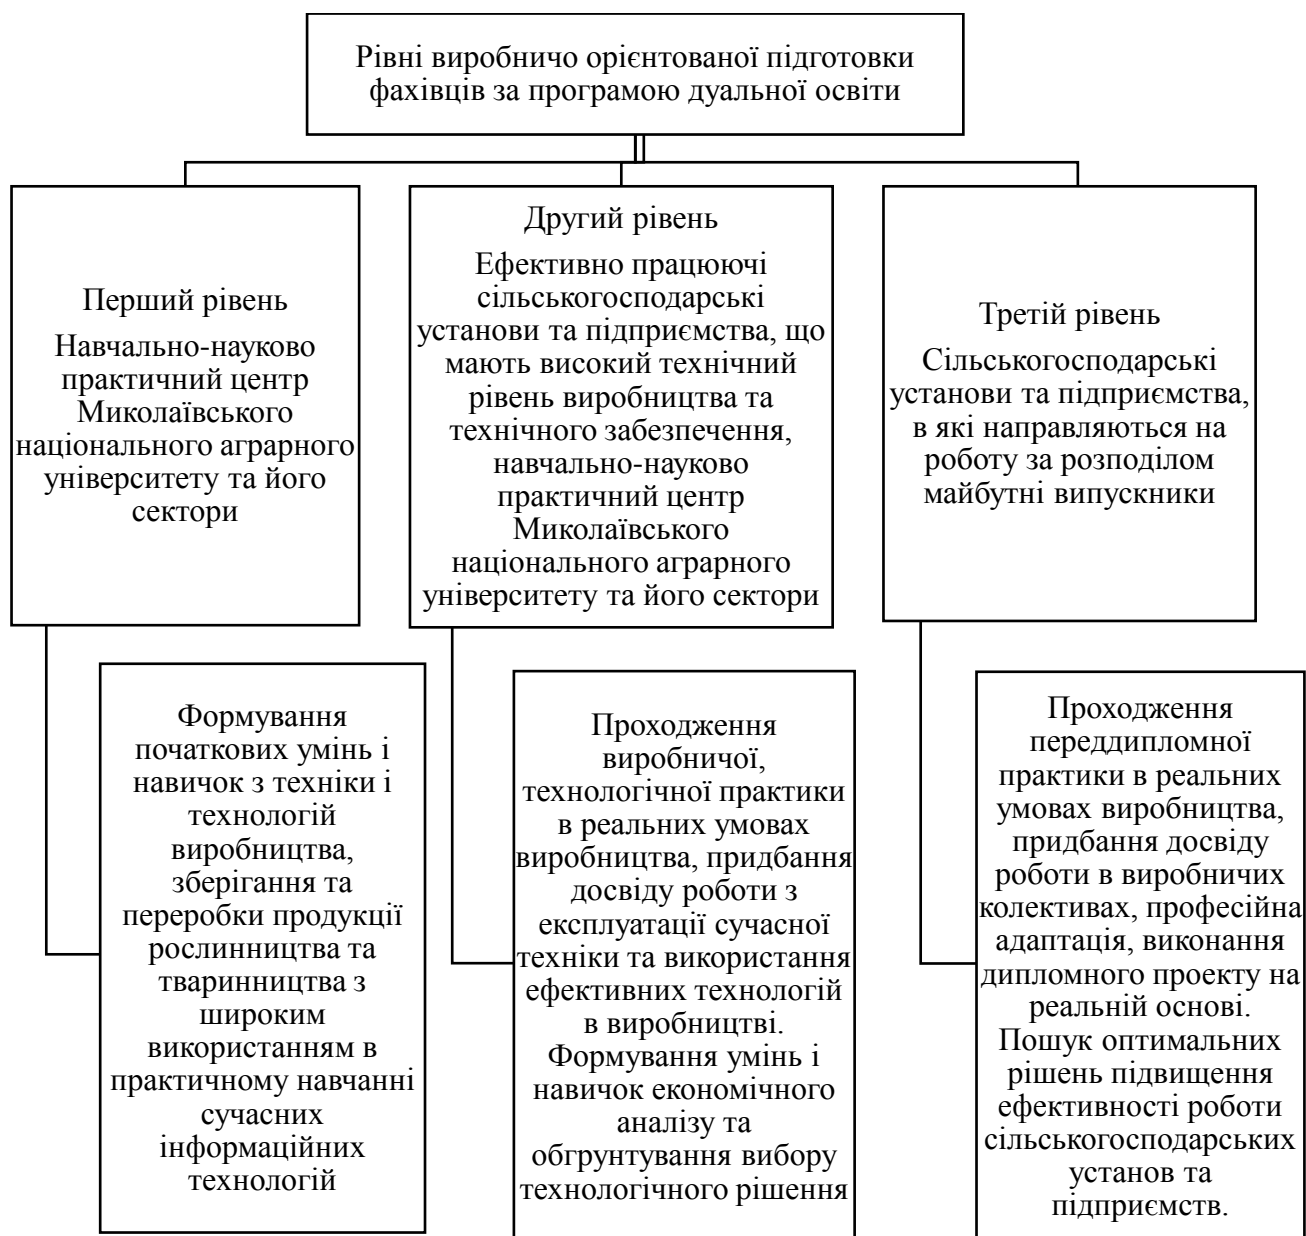 Рівні виробничо орієнтованої підготовки
фахівців за програмою дуальної освіти
Перший рівень
Навчально-науково
практичний центр
Миколаївського
національного аграрного
університету та його
сектори
Другий рівень
Ефективно працюючі
сільськогосподарські
установи та підприємства, що
мають високий технічний
рівень виробництва та
технічного забезпечення,
навчально-науково
практичний центр
Миколаївського
національного аграрного
університету та його сектори
Третій рівень
Сільськогосподарські
установи та підприємства,
в які направляються на
роботу за розподілом
майбутні випускники
Формування
початкових умінь і
навичок з техніки і
технологій
виробництва,
зберігання та
переробки продукції
рослинництва та
тваринництва з
широким
використанням в
практичному навчанні
сучасних
інформаційних
технологій
Проходження
виробничої,
технологічної практики
в реальних умовах
виробництва, придбання
досвіду роботи з
експлуатації сучасної
техніки та використання
ефективних технологій
в виробництві.
Формування умінь і
навичок економічного
аналізу та
обгрунтування вибору
технологічного рішення
Проходження
переддипломної
практики в реальних
умовах виробництва,
придбання досвіду
роботи в виробничих
колективах, професійна
адаптація, виконання
дипломного проекту на
реальній основі.
Пошук оптимальних
рішень підвищення
ефективності роботи
сільськогосподарських
установ та
підприємств.